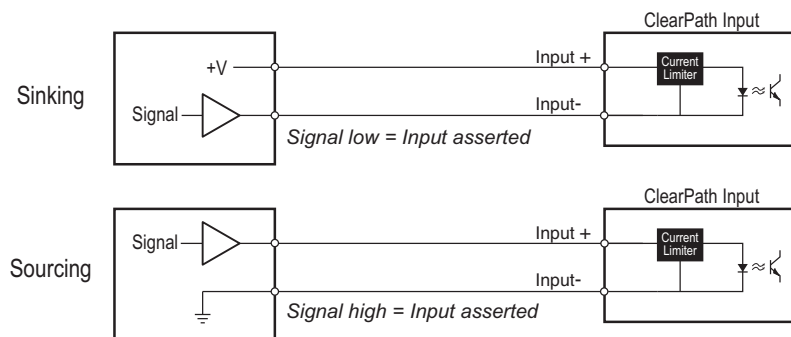 ClearPath Input
Sinking
+V
Input +
Current
Limiter
Signal
Input-
Signal low = Input asserted
ClearPath Input
Sourcing
Signal
Input +
Current
Limiter
Input-
Signal high = Input asserted